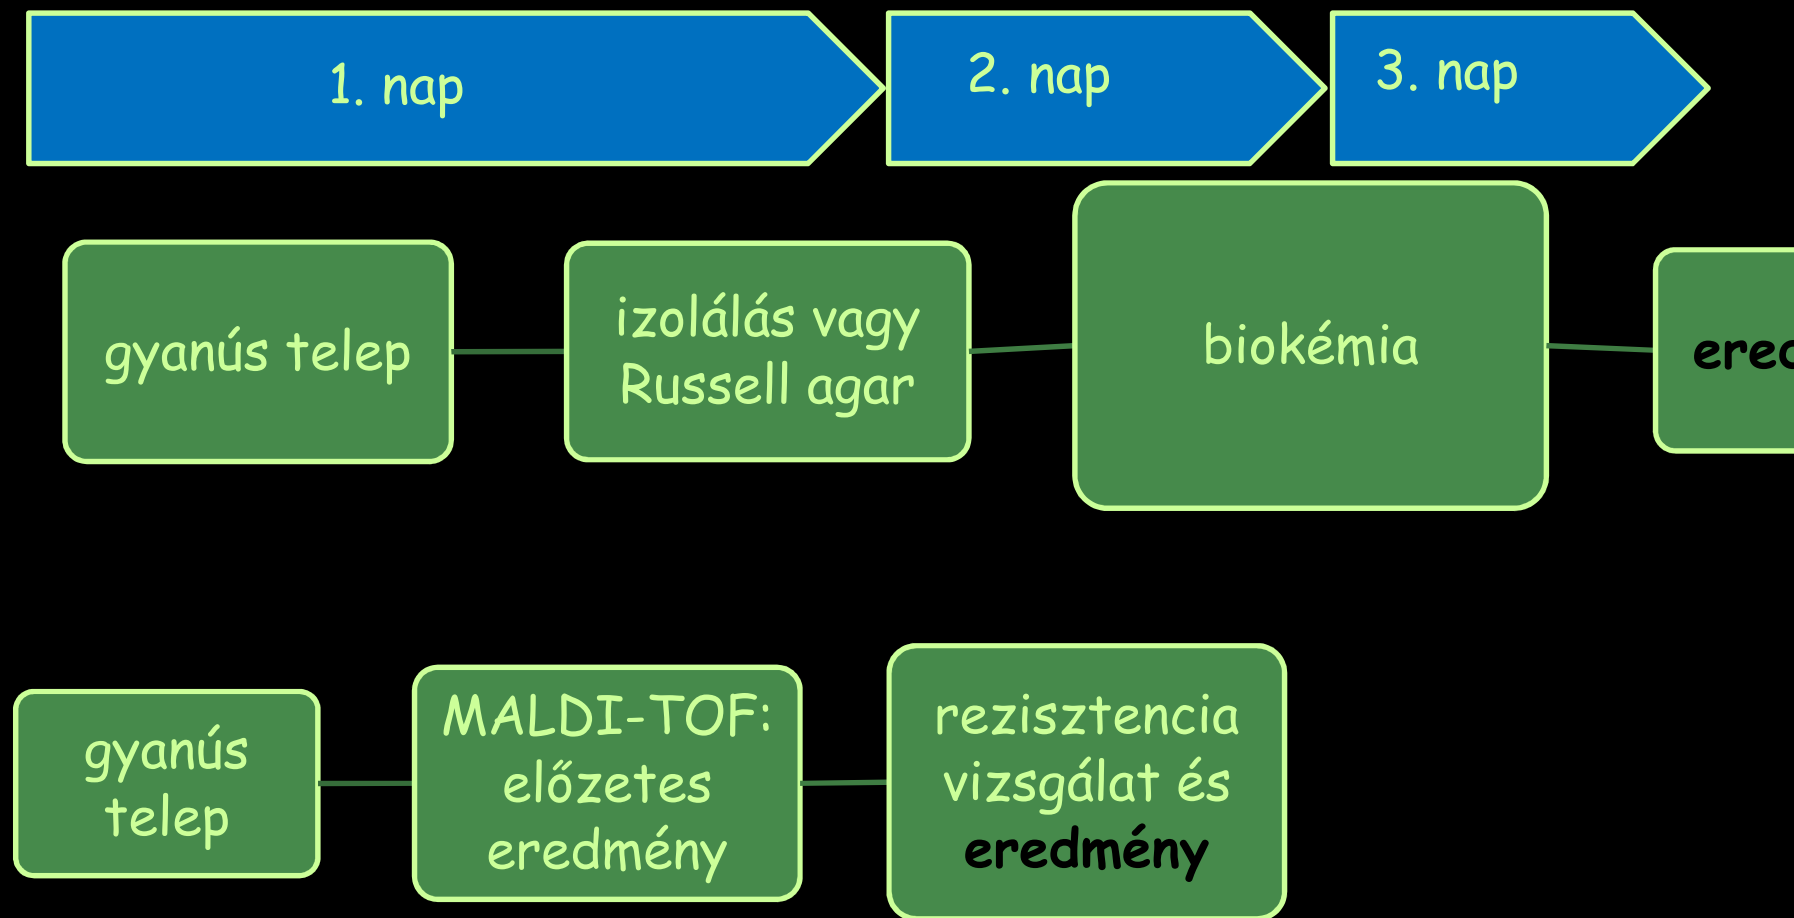 1. nap
2. nap
3. nap
gyanús telep
izolálás vagy
Russell agar
biokémia
gyanús
telep
MALDI-TOF:
előzetes
eredmény
rezisztencia
vizsgálat és
eredmény